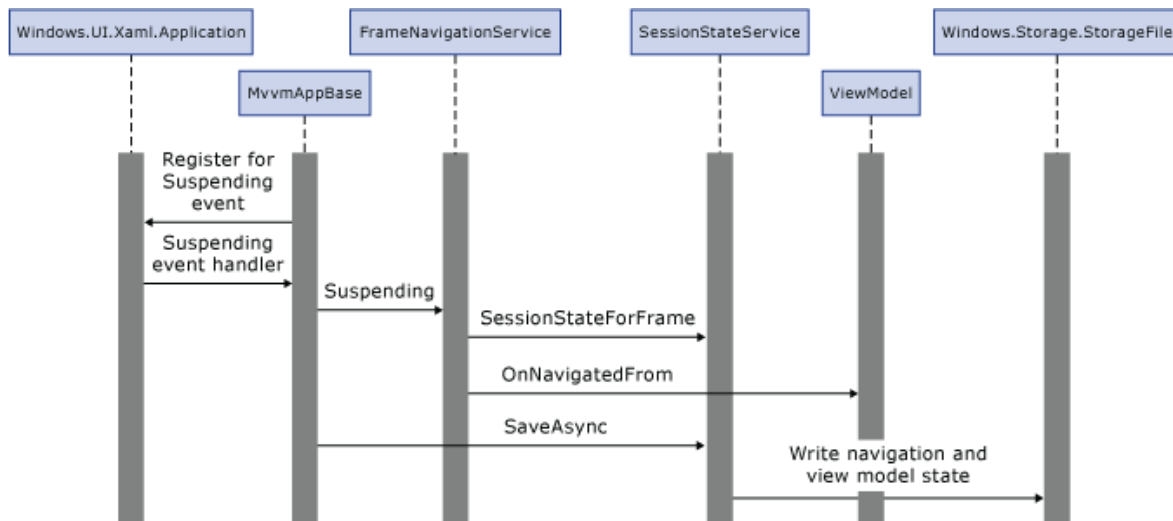 Windows.UI.Xaml.Application
FrameNavigationService
SessionStateService
Windows.Storage.StorageFile
MvvmAppBase
ViewModel
Register for
Suspending
event
Suspending
event handler
Suspending
SessionStateForFrame
OnNavigatedFrom
SaveAsync
Write navigation and
view model state